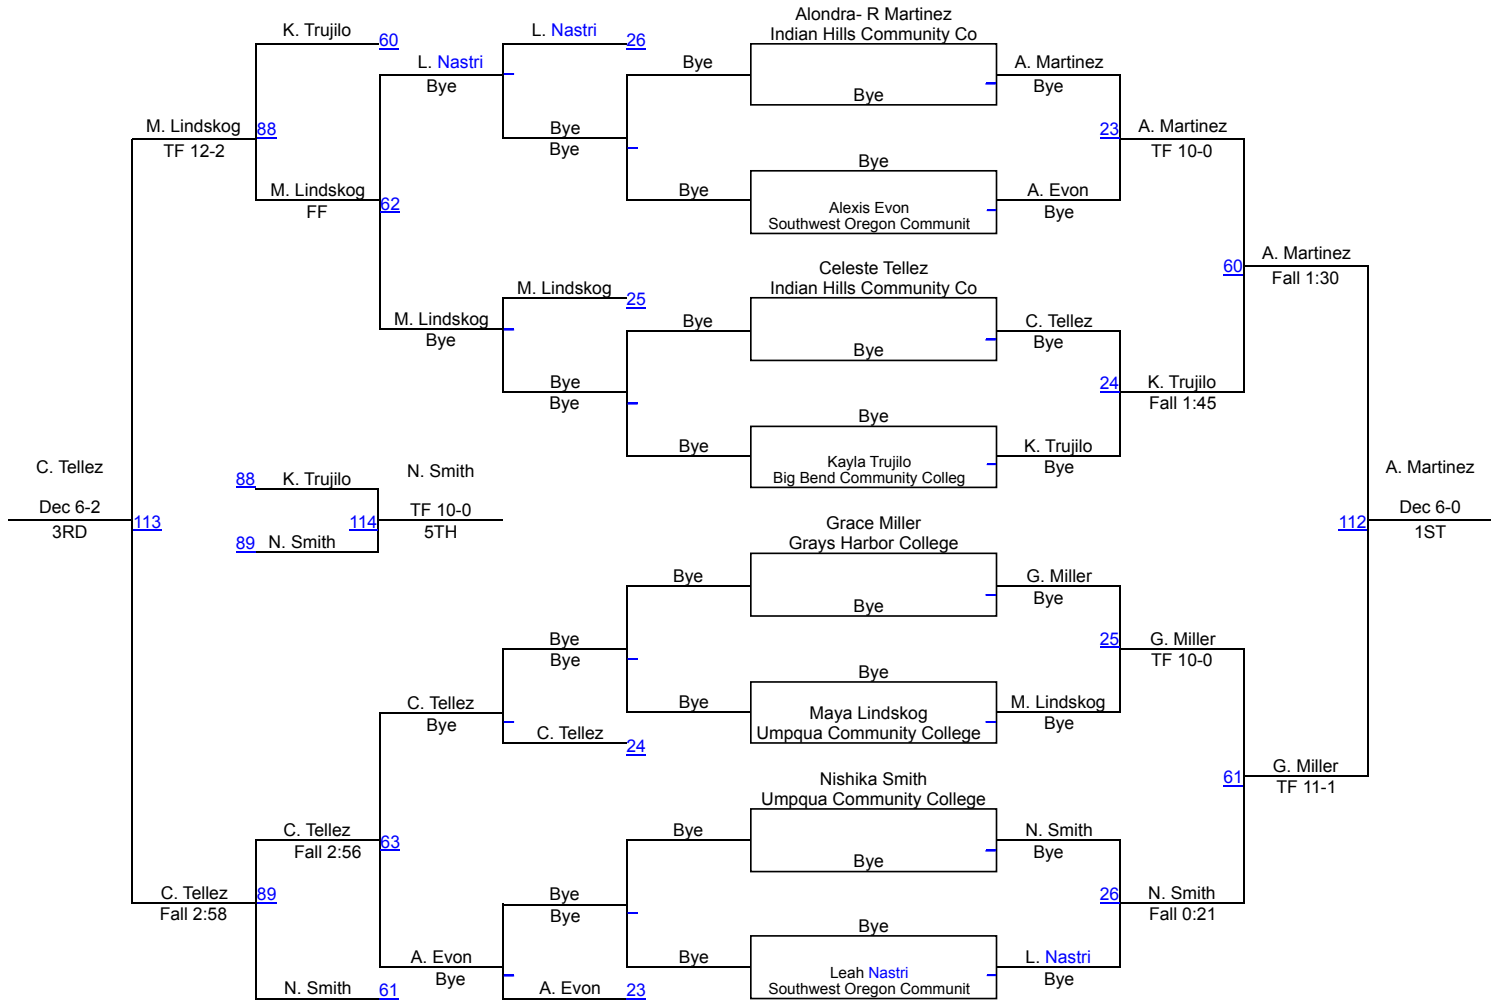 Alondra- R Martinez
K. Trujilo 60 L. Nastri 26 Indian Hills Community Co
L. Nastri Bye A. Martinez
Bye Bye Bye
M. Lindskog 88 Bye 23 A. Martinez
TF 12-2 Bye TF 10-0
Bye
M. Lindskog Bye A. Evon
FF 62 Alexis Evon Bye
Southwest Oregon Communit
A. Martinez
60 Fall 1:30
Celeste Tellez
M. Lindskog 25 Indian Hills Community Co
M. Lindskog Bye C. Tellez
Bye Bye Bye
Bye 24 K. Trujilo
Bye Fall 1:45
Bye
Bye K. Trujilo
Kayla Trujilo Bye
Big Bend Community Colleg
C. Tellez N. Smith A. Martinez
88 K. Trujilo
Dec 6-2 TF 10-0 Dec 6-0
113 114 112
3RD 5TH 1ST
89 N. Smith
Grace Miller
Grays Harbor College
Bye G. Miller
Bye Bye
Bye 25 G. Miller
Bye TF 10-0
Bye
C. Tellez Bye M. Lindskog
Bye Maya Lindskog Bye
C. Tellez 24 Umpqua Community College
G. Miller
61 TF 11-1
Nishika Smith
Umpqua Community College
C. Tellez Bye N. Smith
Fall 2:56 63 Bye Bye
C. Tellez 89 Bye 26 N. Smith
Fall 2:58 Bye Fall 0:21
Bye
A. Evon Bye L. Nastri
Bye Leah Nastri Bye
N. Smith 61 A. Evon 23 Southwest Oregon Communit